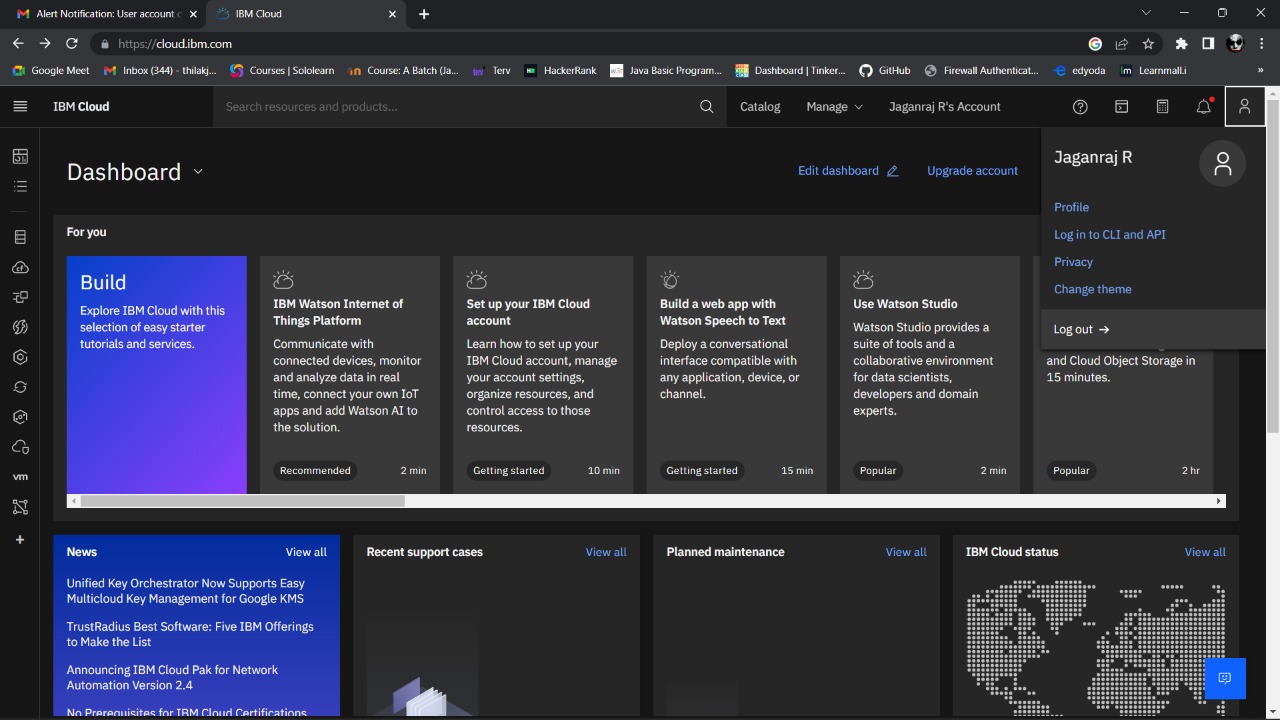 Alert Notification: User account c
IBM Cloud
https://cloud.ibm.com
Google Meet
Inbox (344) - thilakj...
Courses | Sololearn
Course: A Batch (Ja...
Terv
HackerRank
Java Basic Program...
Dashboard | Tinker...
GitHub
Firewall Authenticat...
edyoda
Learnmall.i
»
IBM Cloud
Search resources and products...
Catalog
Manage
Jaganraj R's Account
Dashboard
Edit dashboard
Upgrade account
Jaganraj R
Profile
Log in to CLI and API
Privacy
Change theme
Log out →
For you
Build
Explore IBM Cloud with this
selection of easy starter
tutorials and services.
IBM Watson Internet of
Things Platform
Communicate with
connected devices, monitor
and analyze data in real
time, connect your own IoT
apps and add Watson AI to
the solution.
Recommended
2 min
Set up your IBM Cloud
account
Learn how to set up your
IBM Cloud account, manage
your account settings,
organize resources, and
control access to those
resources.
Getting started
10 min
Build a web app with
Watson Speech to Text
Deploy a conversational
interface compatible with
any application, device, or
channel.
Getting started
15 min
Use Watson Studio
Watson Studio provides a
suite of tools and a
collaborative environment
for data scientists,
developers and domain
experts.
Popular
2 min
and Cloud Object Storage in
15 minutes.
Popular
2 hr
vm
News
View all
Unified Key Orchestrator Now Supports Easy
Multicloud Key Management for Google KMS
TrustRadius Best Software: Five IBM Offerings
to Make the List
Announcing IBM Cloud Pak for Network
Automation Version 2.4
No Prerequisites for IBM Cloud Certifications
Recent support cases
View all
Planned maintenance
View all
IBM Cloud status
View all